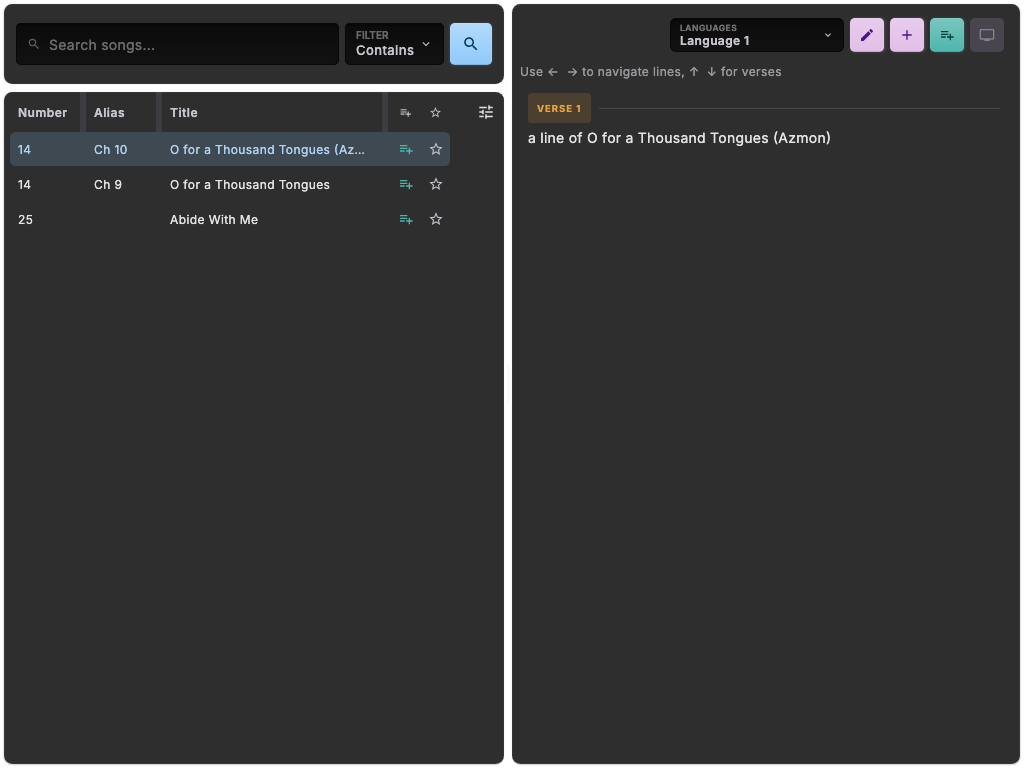 Search songs...
FILTER
Contains
Number Alias Title
14 Ch 10 O for a Thousand Tongues (Az...
14 Ch 9 O for a Thousand Tongues
25 Abide With Me
LANGUAGES
Language 1
Use ← → to navigate lines, ↑ ↓ for verses
VERSE 1
a line of O for a Thousand Tongues (Azmon)